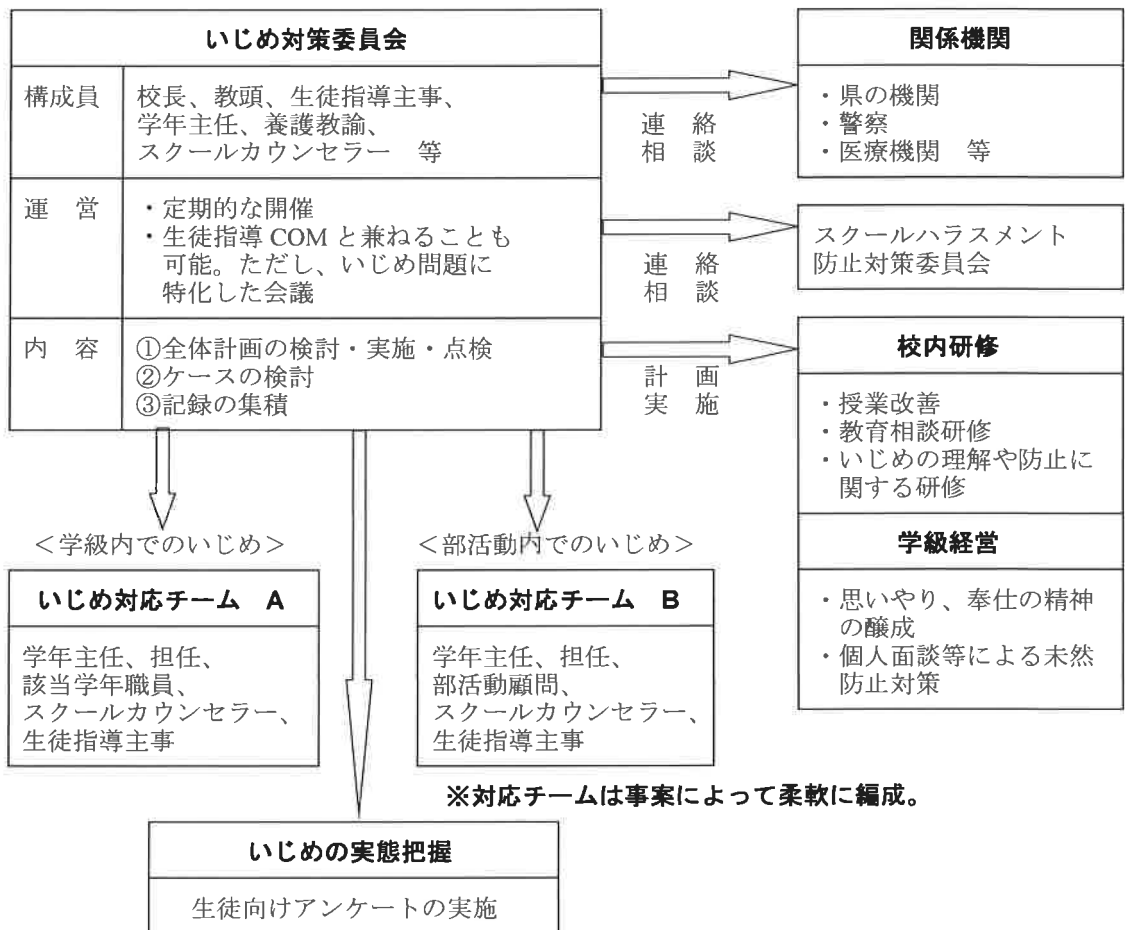 いじめ対策委員会
構成員
校長、教頭、生徒指導主事、
学年主任、養護教諭、
スクールカウンセラー 等
運 営
・定期的な開催
・生徒指導 COM と兼ねることも
可能。ただし、いじめ問題に
特化した会議
内 容
①全体計画の検討・実施・点検
②ケースの検討
③記録の集積
連 絡
相 談
関係機関
・県の機関
・警察
・医療機関 等
連 絡
相 談
スクールハラスメント
防止対策委員会
計 画
実 施
校内研修
・授業改善
・教育相談研修
・いじめの理解や防止に
関する研修
学級経営
・思いやり、奉仕の精神
の醸成
・個人面談等による未然
防止対策
＜学級内でのいじめ＞
いじめ対応チーム A
学年主任、担任、
該当学年職員、
スクールカウンセラー、
生徒指導主事
＜部活動内でのいじめ＞
いじめ対応チーム B
学年主任、担任、
部活動顧問、
スクールカウンセラー、
生徒指導主事
※対応チームは事案によって柔軟に編成。
いじめの実態把握
生徒向けアンケートの実施